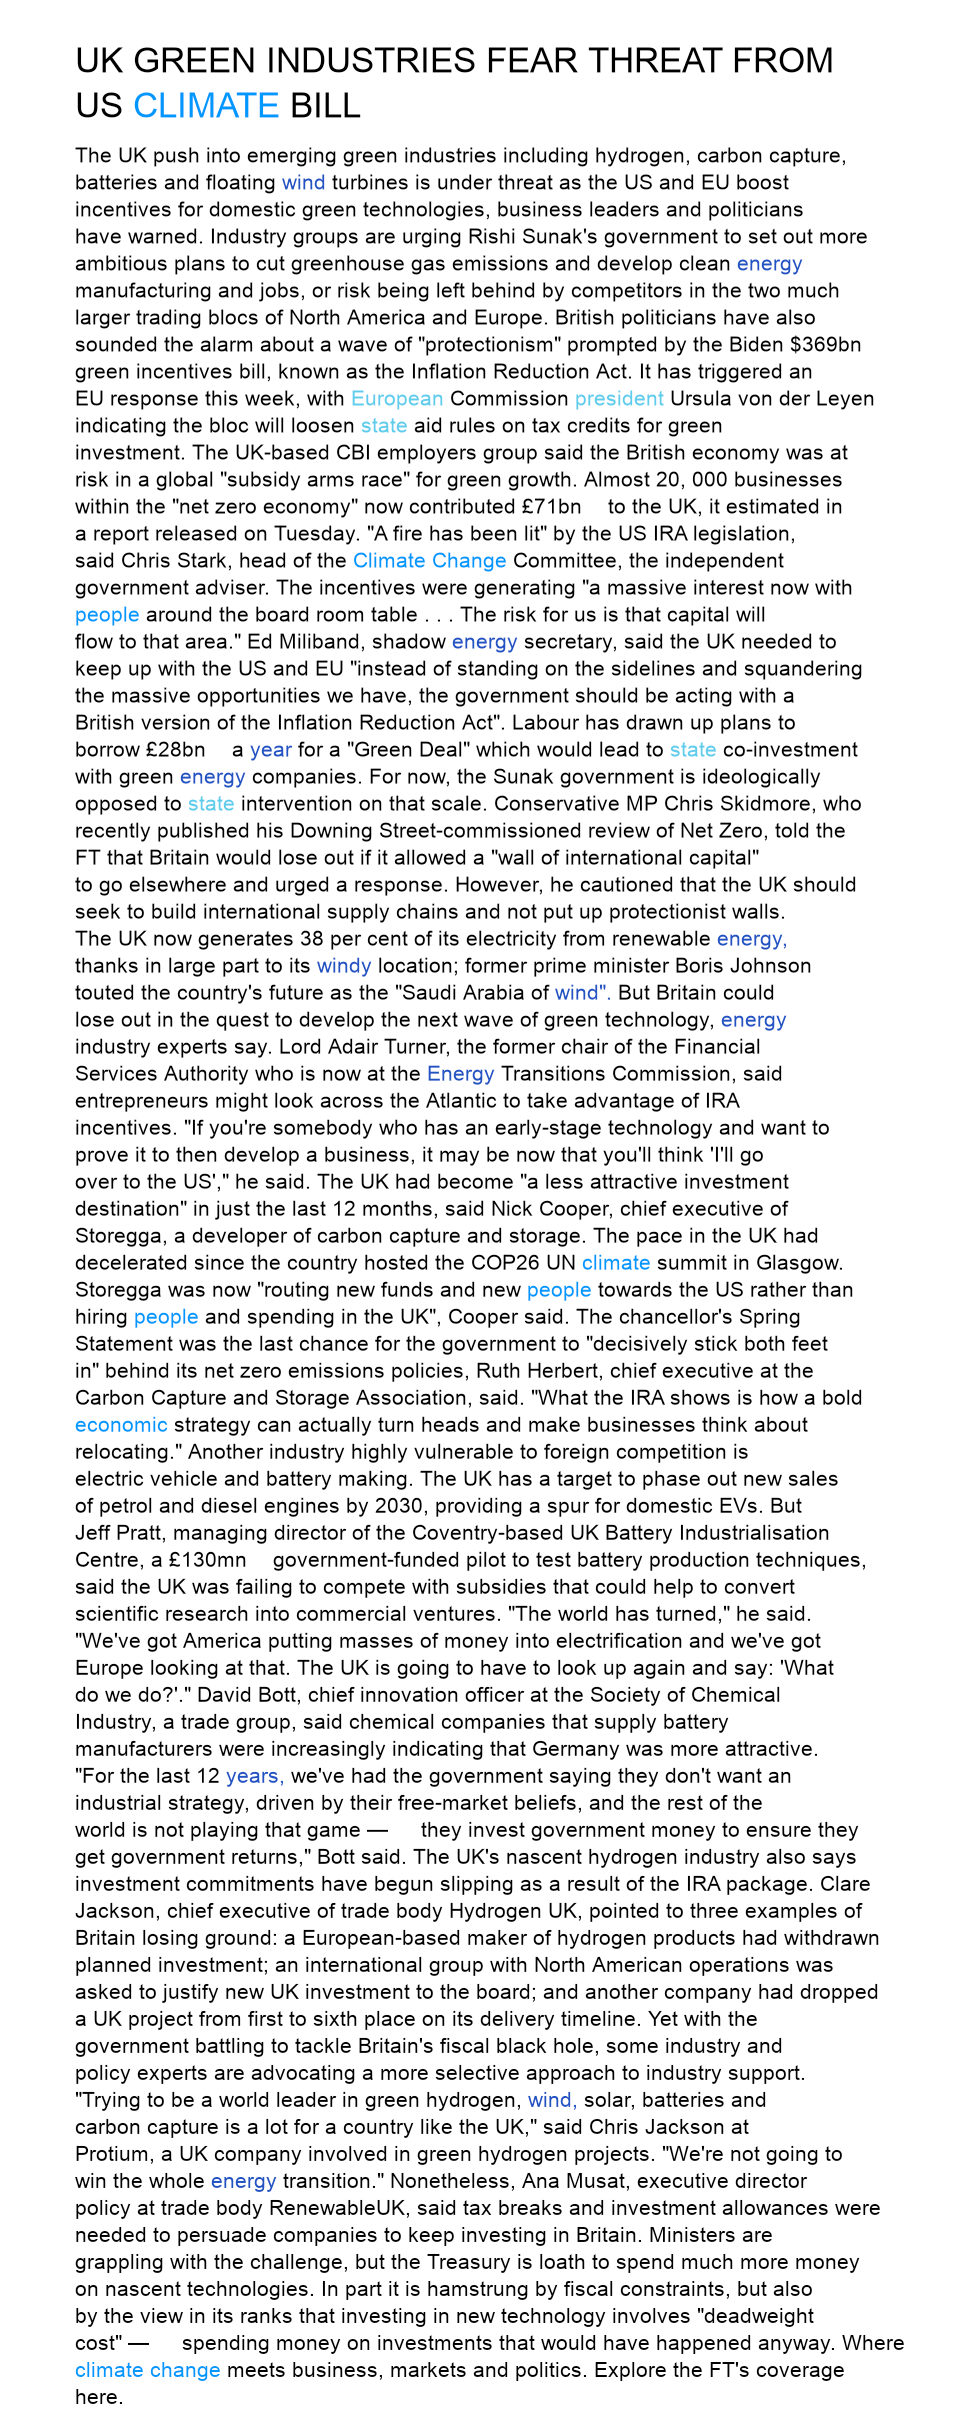 UK GREEN INDUSTRIES FEAR THREAT FROM
US CLIMATE BILL
The UK push into emerging green industries including hydrogen, carbon capture,
batteries and floating wind turbines is under threat as the US and EU boost
incentives for domestic green technologies, business leaders and politicians
have warned. Industry groups are urging Rishi Sunak's government to set out more
ambitious plans to cut greenhouse gas emissions and develop clean energy
manufacturing and jobs, or risk being left behind by competitors in the two much
larger trading blocs of North America and Europe. British politicians have also
sounded the alarm about a wave of "protectionism" prompted by the Biden $369bn
green incentives bill, known as the Inflation Reduction Act. It has triggered an
EU response this week, with European Commission president Ursula von der Leyen
indicating the bloc will loosen state aid rules on tax credits for green
investment. The UK-based CBI employers group said the British economy was at
risk in a global "subsidy arms race" for green growth. Almost 20, 000 businesses
within the "net zero economy" now contributed £71bn to the UK, it estimated in
a report released on Tuesday. "A fire has been lit" by the US IRA legislation,
said Chris Stark, head of the Climate Change Committee, the independent
government adviser. The incentives were generating "a massive interest now with
people around the board room table . . . The risk for us is that capital will
flow to that area." Ed Miliband, shadow energy secretary, said the UK needed to
keep up with the US and EU "instead of standing on the sidelines and squandering
the massive opportunities we have, the government should be acting with a
British version of the Inflation Reduction Act". Labour has drawn up plans to
borrow £28bn a year for a "Green Deal" which would lead to state co-investment
with green energy companies. For now, the Sunak government is ideologically
opposed to state intervention on that scale. Conservative MP Chris Skidmore, who
recently published his Downing Street-commissioned review of Net Zero, told the
FT that Britain would lose out if it allowed a "wall of international capital"
to go elsewhere and urged a response. However, he cautioned that the UK should
seek to build international supply chains and not put up protectionist walls.
The UK now generates 38 per cent of its electricity from renewable energy,
thanks in large part to its windy location; former prime minister Boris Johnson
touted the country's future as the "Saudi Arabia of wind". But Britain could
lose out in the quest to develop the next wave of green technology, energy
industry experts say. Lord Adair Turner, the former chair of the Financial
Services Authority who is now at the Energy Transitions Commission, said
entrepreneurs might look across the Atlantic to take advantage of IRA
incentives. "If you're somebody who has an early-stage technology and want to
prove it to then develop a business, it may be now that you'll think 'I'll go
over to the US'," he said. The UK had become "a less attractive investment
destination" in just the last 12 months, said Nick Cooper, chief executive of
Storegga, a developer of carbon capture and storage. The pace in the UK had
decelerated since the country hosted the COP26 UN climate summit in Glasgow.
Storegga was now "routing new funds and new people towards the US rather than
hiring people and spending in the UK", Cooper said. The chancellor's Spring
Statement was the last chance for the government to "decisively stick both feet
in" behind its net zero emissions policies, Ruth Herbert, chief executive at the
Carbon Capture and Storage Association, said. "What the IRA shows is how a bold
economic strategy can actually turn heads and make businesses think about
relocating." Another industry highly vulnerable to foreign competition is
electric vehicle and battery making. The UK has a target to phase out new sales
of petrol and diesel engines by 2030, providing a spur for domestic EVs. But
Jeff Pratt, managing director of the Coventry-based UK Battery Industrialisation
Centre, a £130mn government-funded pilot to test battery production techniques,
said the UK was failing to compete with subsidies that could help to convert
scientific research into commercial ventures. "The world has turned," he said.
"We've got America putting masses of money into electrification and we've got
Europe looking at that. The UK is going to have to look up again and say: 'What
do we do?'." David Bott, chief innovation officer at the Society of Chemical
Industry, a trade group, said chemical companies that supply battery
manufacturers were increasingly indicating that Germany was more attractive.
"For the last 12 years, we've had the government saying they don't want an
industrial strategy, driven by their free-market beliefs, and the rest of the
world is not playing that game — they invest government money to ensure they
get government returns," Bott said. The UK's nascent hydrogen industry also says
investment commitments have begun slipping as a result of the IRA package. Clare
Jackson, chief executive of trade body Hydrogen UK, pointed to three examples of
Britain losing ground: a European-based maker of hydrogen products had withdrawn
planned investment; an international group with North American operations was
asked to justify new UK investment to the board; and another company had dropped
a UK project from first to sixth place on its delivery timeline. Yet with the
government battling to tackle Britain's fiscal black hole, some industry and
policy experts are advocating a more selective approach to industry support.
"Trying to be a world leader in green hydrogen, wind, solar, batteries and
carbon capture is a lot for a country like the UK," said Chris Jackson at
Protium, a UK company involved in green hydrogen projects. "We're not going to
win the whole energy transition." Nonetheless, Ana Musat, executive director
policy at trade body RenewableUK, said tax breaks and investment allowances were
needed to persuade companies to keep investing in Britain. Ministers are
grappling with the challenge, but the Treasury is loath to spend much more money
on nascent technologies. In part it is hamstrung by fiscal constraints, but also
by the view in its ranks that investing in new technology involves "deadweight
cost" — spending money on investments that would have happened anyway. Where
climate change meets business, markets and politics. Explore the FT's coverage
here.